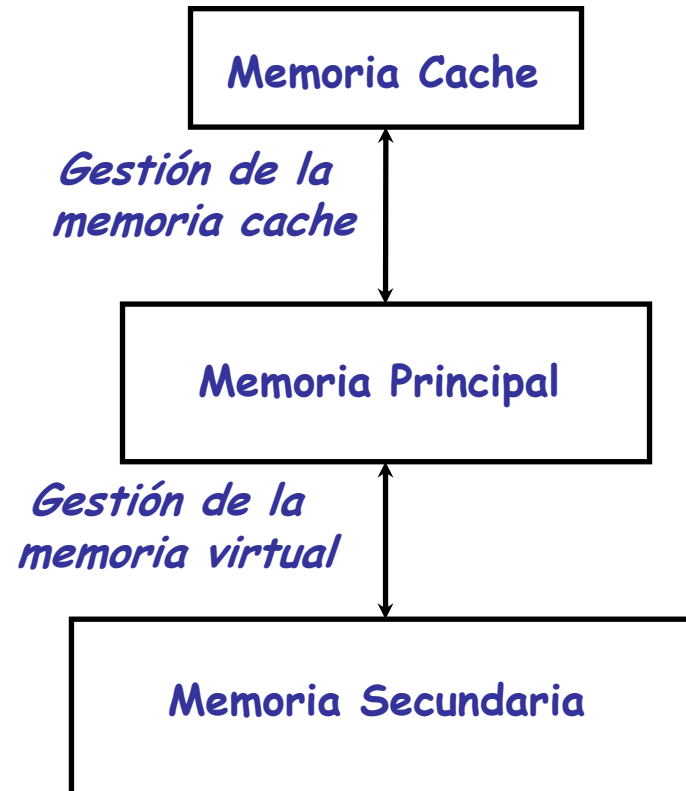 Memoria Cache
Gestión de la
memoria cache
Memoria Principal
Gestión de la
memoria virtual
Memoria Secundaria